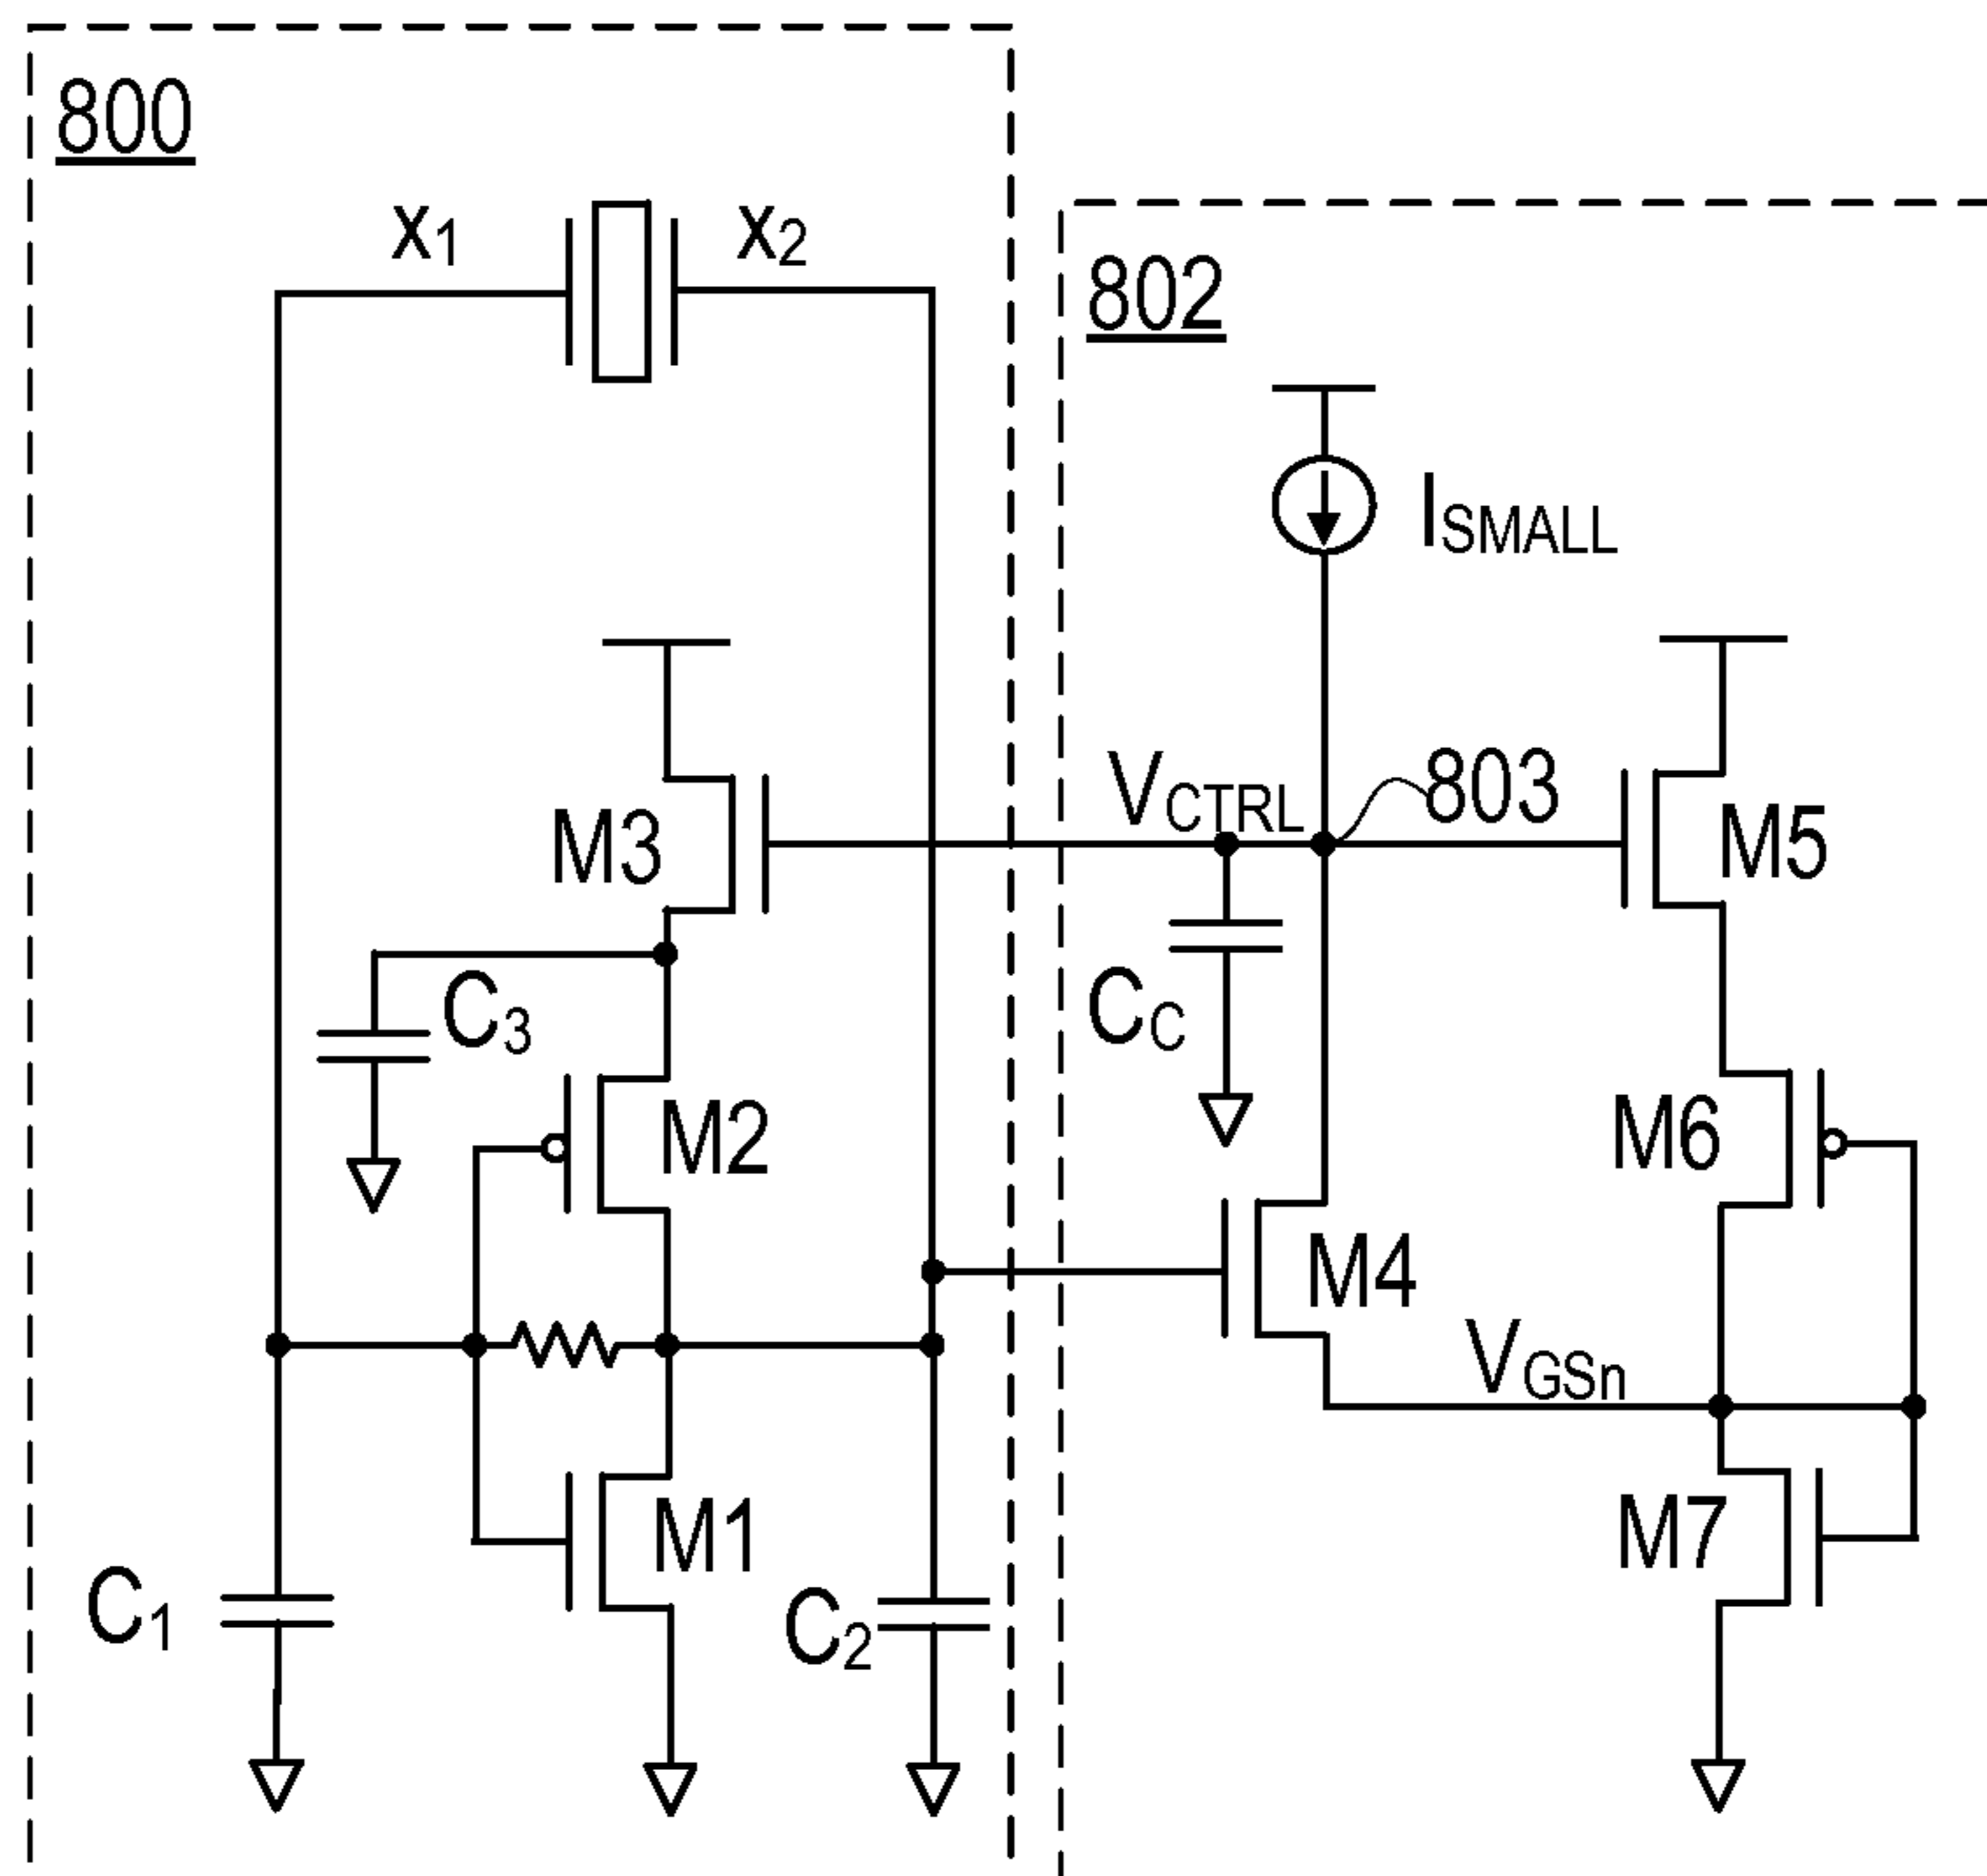 800
x1 x2
802
ISMALL
VCTRL
803
M3
M5
C3
CC
M2
M6
M4
VGSn
M1
M7
C1
C2